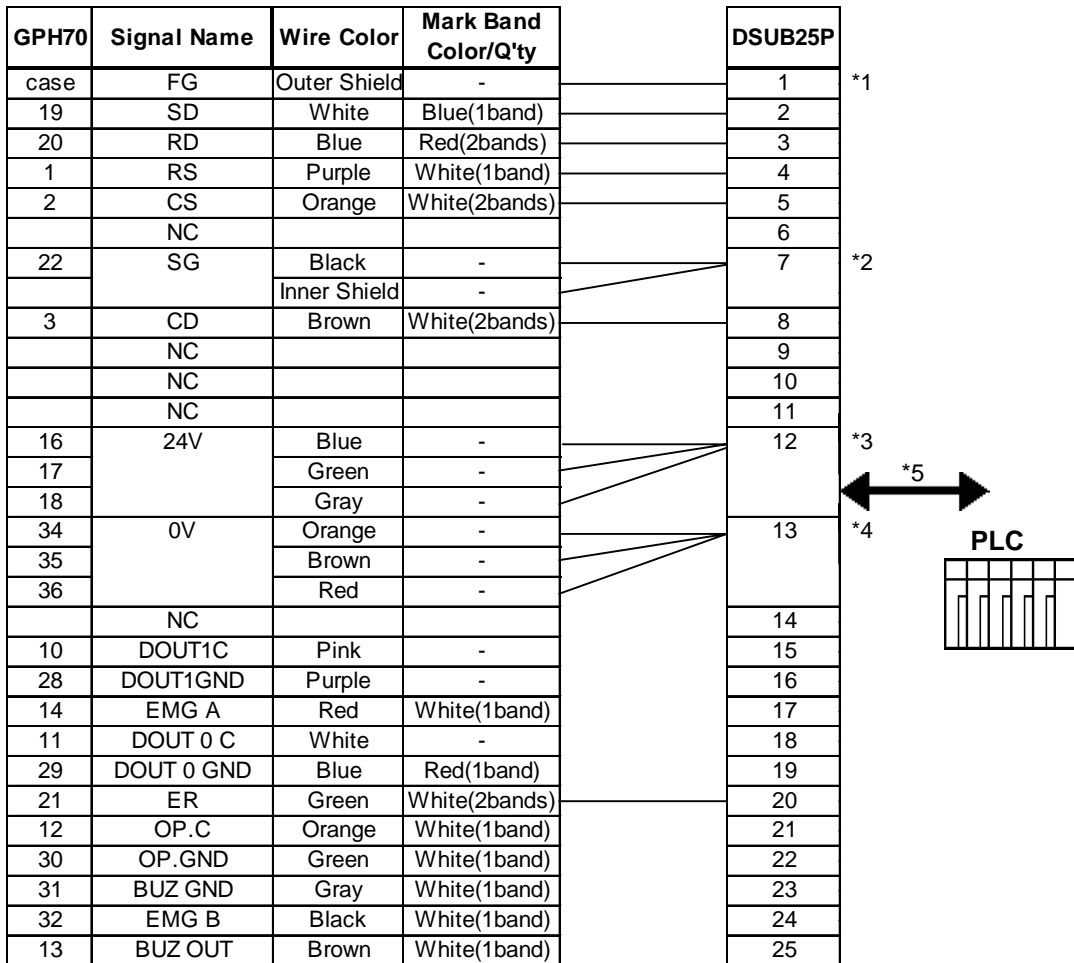 GPH70 Signal Name Wire Color Mark Band Color/Q'ty DSUB25P
case FG Outer Shield - 1 *1
19 SD White Blue(1band) 2
20 RD Blue Red(2bands) 3
1 RS Purple White(1band) 4
2 CS Orange White(2bands) 5
NC 6
22 SG Black - 7 *2
Inner Shield -
3 CD Brown White(2bands) 8
NC 9
NC 10
NC 11
16 24V Blue - 12 *3
17 Green - *5
18 Gray -
34 0V Orange - 13 *4
35 Brown - PLC
36 Red -
NC 14
10 DOUT1C Pink - 15
28 DOUT1GND Purple - 16
14 EMG A Red White(1band) 17
11 DOUT 0 C White - 18
29 DOUT 0 GND Blue Red(1band) 19
21 ER Green White(2bands) 20
12 OP.C Orange White(1band) 21
30 OP.GND Green White(1band) 22
31 BUZ GND Gray White(1band) 23
32 EMG B Black White(1band) 24
13 BUZ OUT Brown White(1band) 25